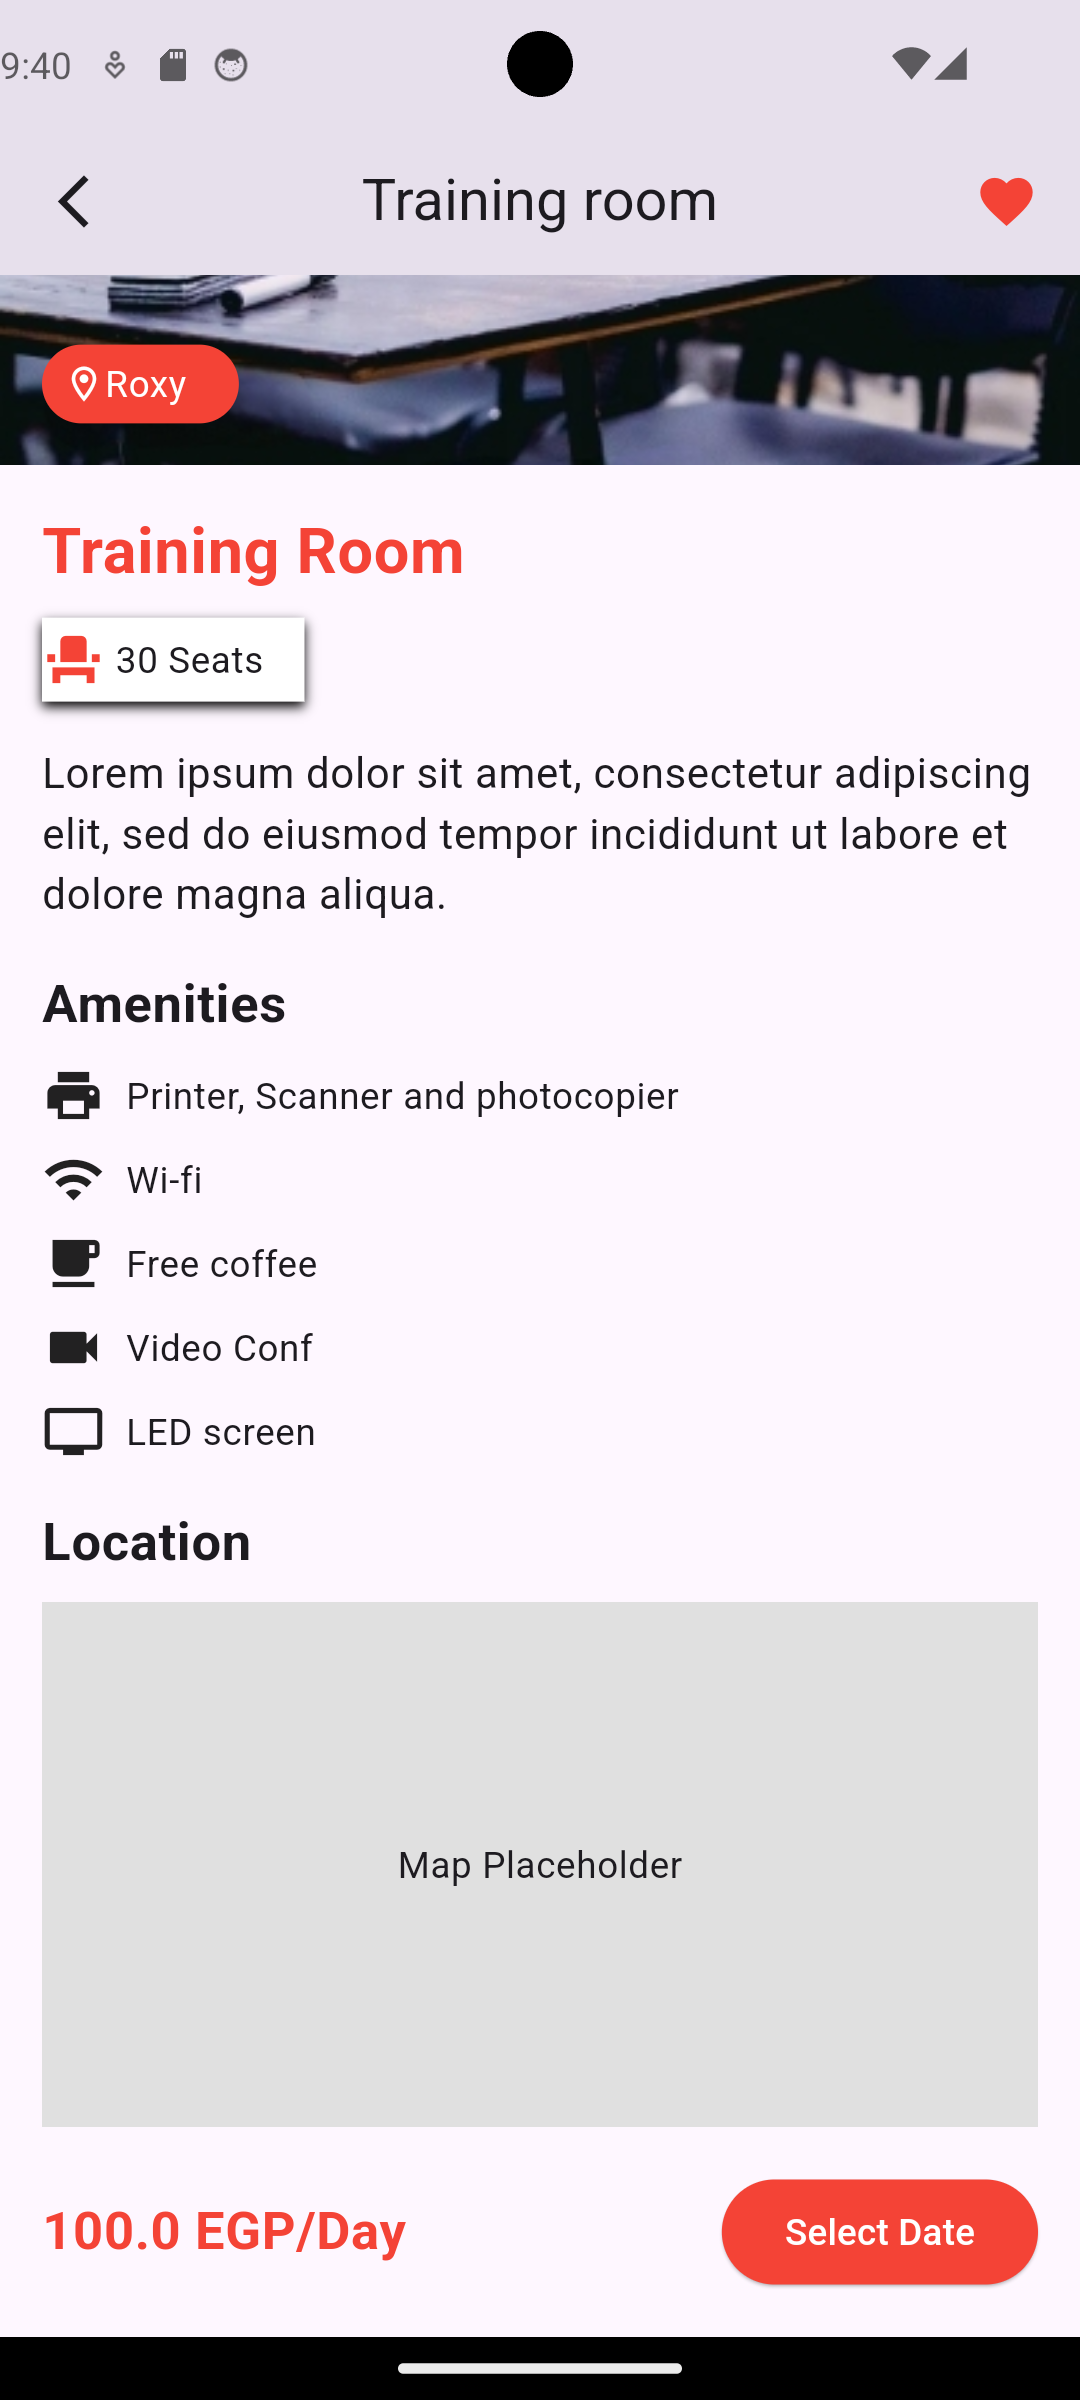 9:40
Training room
Roxy
Training Room
30 Seats
Lorem ipsum dolor sit amet, consectetur adipiscing
elit, sed do eiusmod tempor incididunt ut labore et
dolore magna aliqua.
Amenities
Printer, Scanner and photocopier
Wi-fi
Free coffee
Video Conf
LED screen
Location
Map Placeholder
100.0 EGP/Day
Select Date